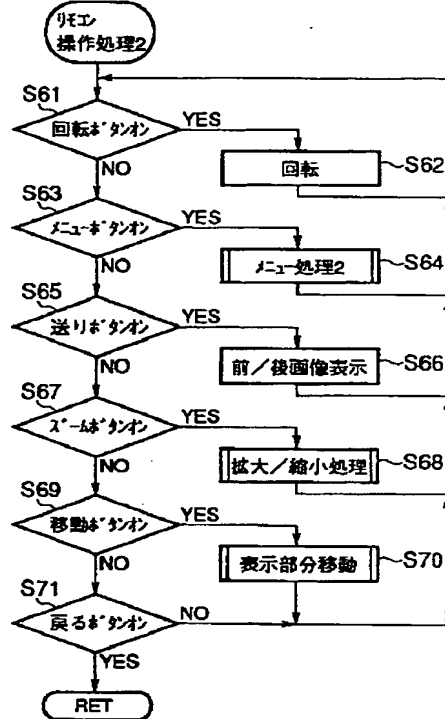 ﾘﾓｺﾝ
操作処理2
S61
回転ﾎﾞﾀﾝｵﾝ
YES
回転
S62
NO
S63
ﾒﾆｭｰﾎﾞﾀﾝｵﾝ
YES
ﾒﾆｭｰ処理2
S64
NO
S65
送りﾎﾞﾀﾝｵﾝ
YES
前／後画像表示
S66
NO
S67
ｽﾞｰﾑﾎﾞﾀﾝｵﾝ
YES
拡大／縮小処理
S68
NO
S69
移動ﾎﾞﾀﾝｵﾝ
YES
表示部分移動
S70
NO
S71
戻るﾎﾞﾀﾝｵﾝ
NO
YES
RET